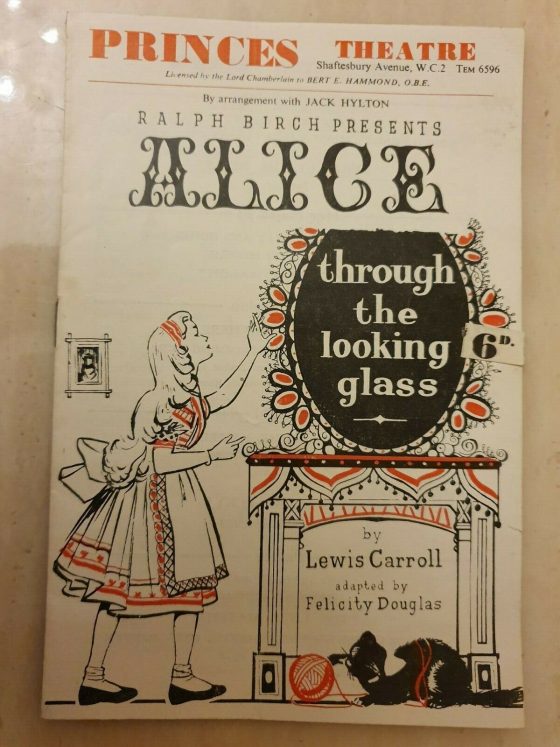 PRINCES THEATRE
Shaftesbury Avenue, W.C.2 TEM 6596
Licensed by the Lord Chamberlain to BERT E. HAMMOND, O.B.E.
By arrangement with JACK HYLTON
RALPH BIRCH PRESENTS
ALICE
through
the
looking
glass
6D.
by
Lewis Carroll
adapted by
Felicity Douglas